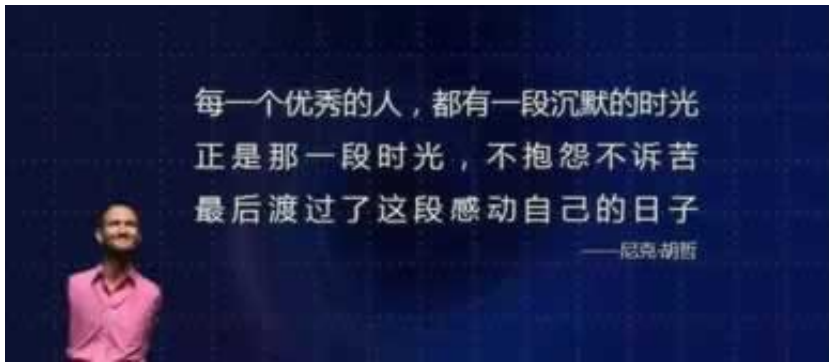 每一个优秀的人，都有一段沉默的时光
正是那一段时光，不抱怨不诉苦
最后渡过了这段感动自己的日子
——尼克·胡哲